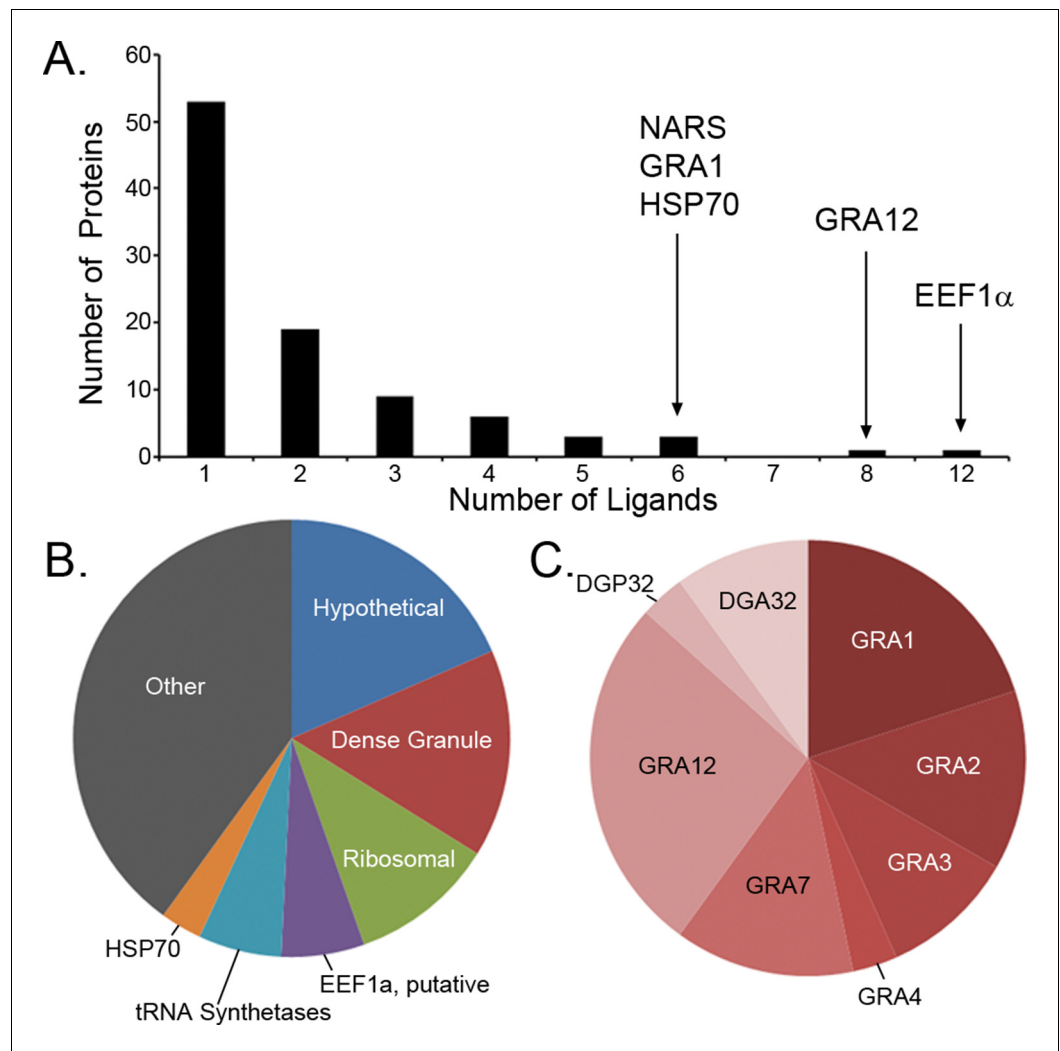 A.
Number of Proteins
60
50
40
30
20
10
0
NARS
GRA1
HSP70
GRA12
EEF1α
1 2 3 4 5 6 7 8 12
Number of Ligands
B.
Hypothetical
Dense Granule
Ribosomal
EEF1a, putative
tRNA Synthetases
HSP70
Other
C.
DGP32
DGA32
GRA1
GRA2
GRA3
GRA4
GRA7
GRA12